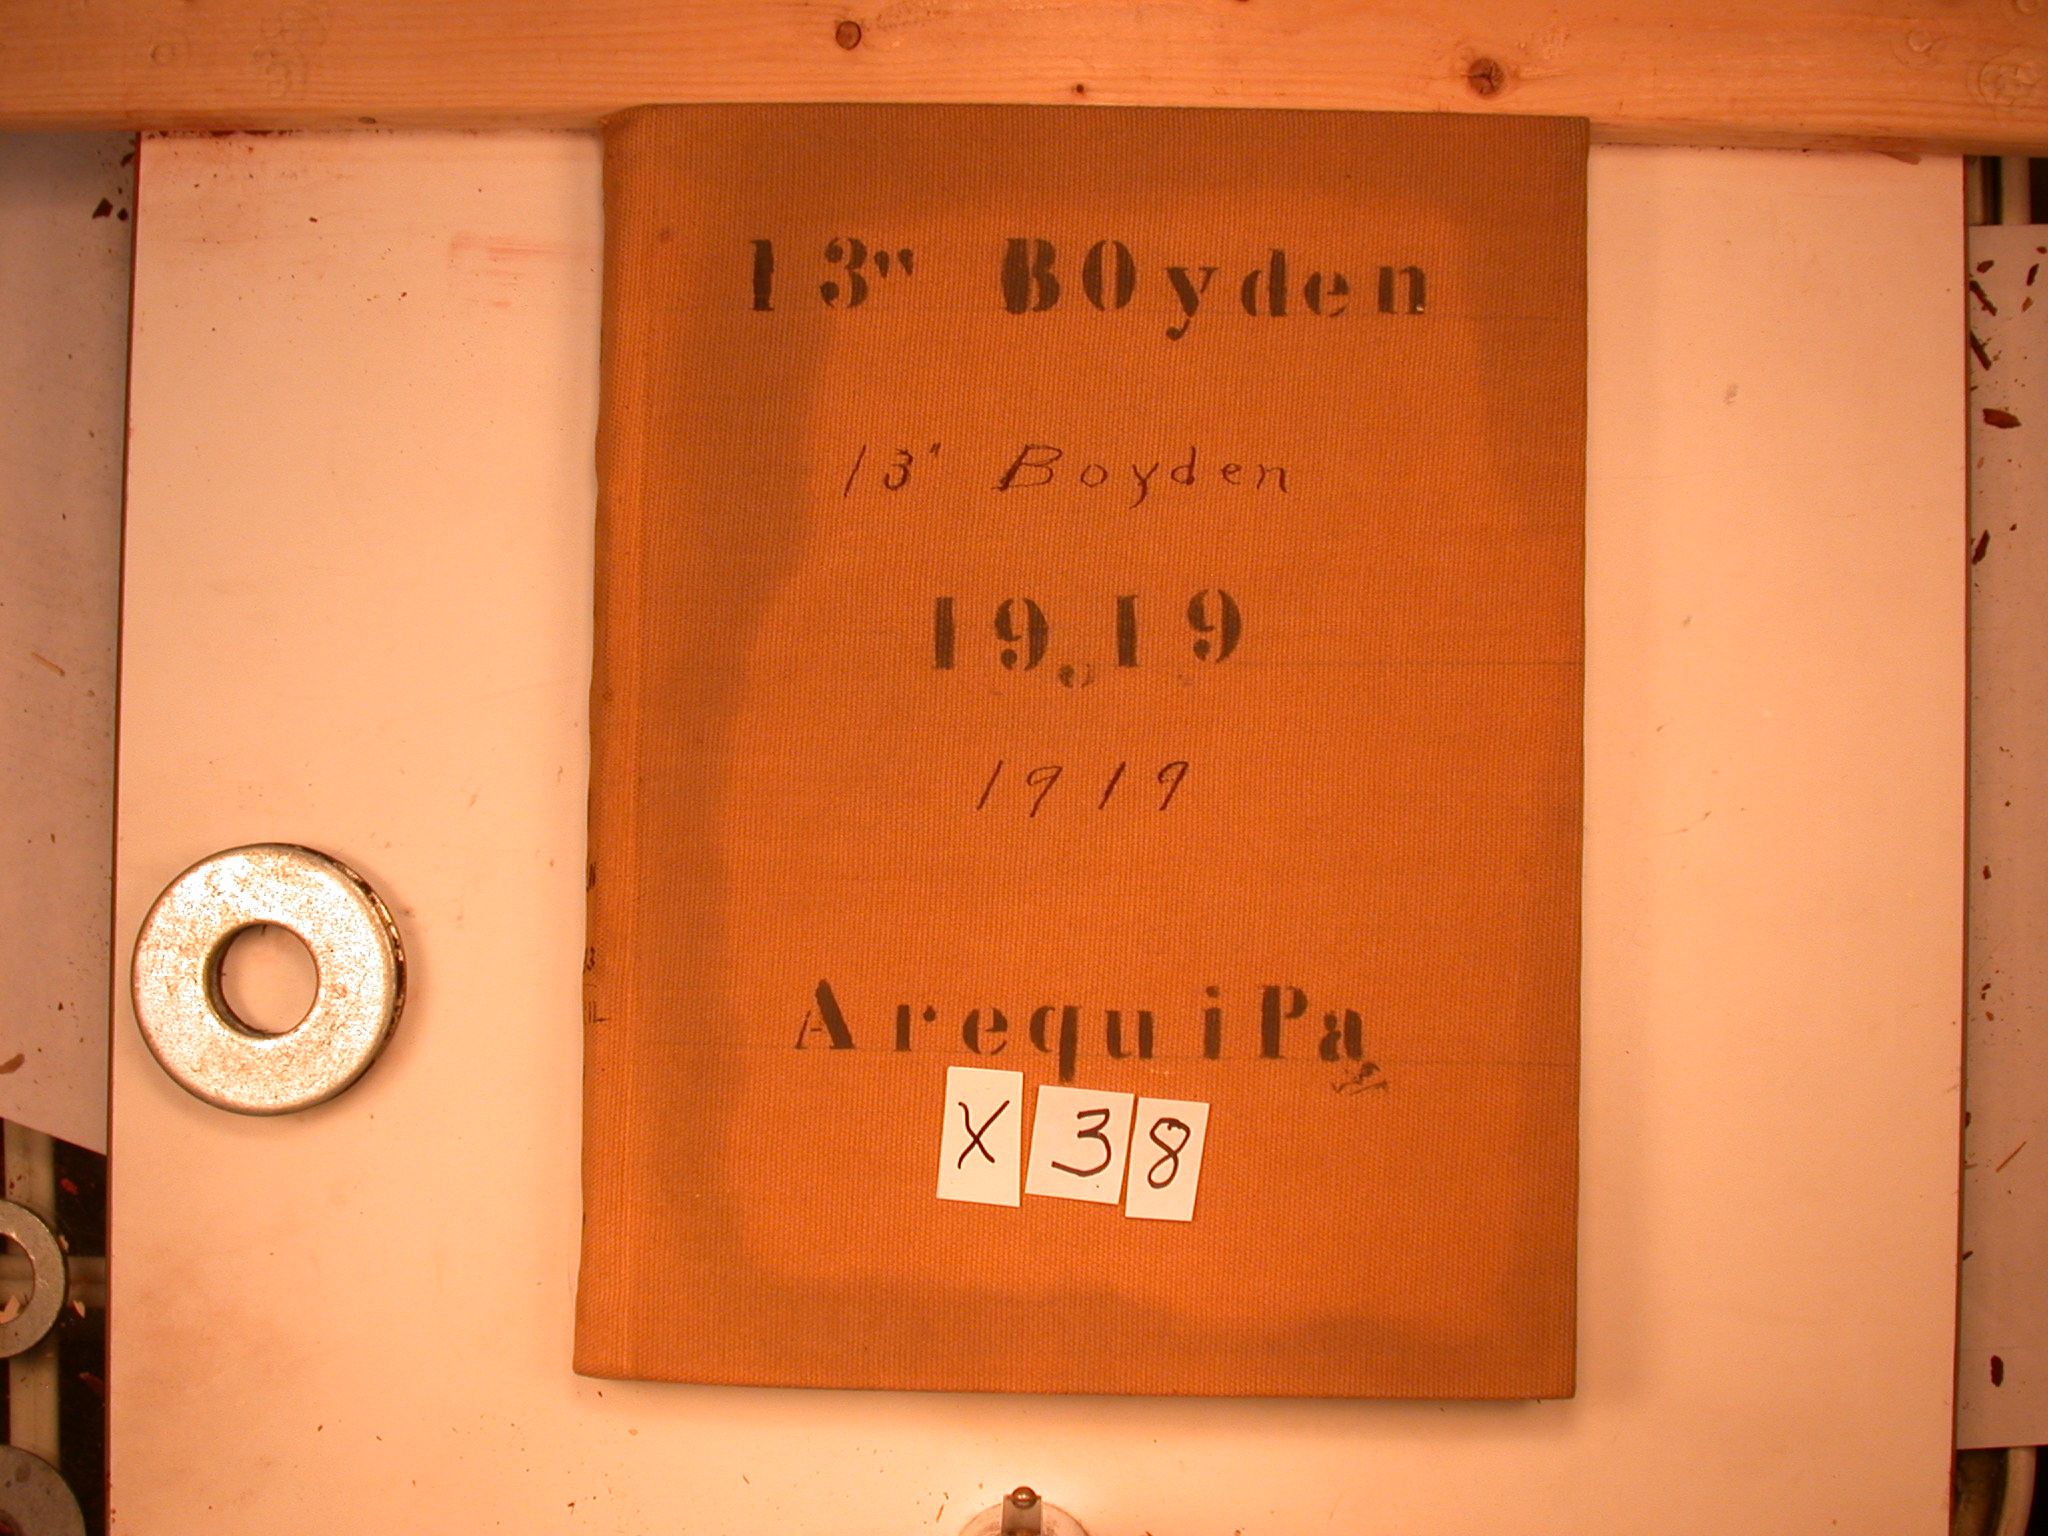 13" BOyden
13" Boyden
19.19
1919
ArequiPa
X 38